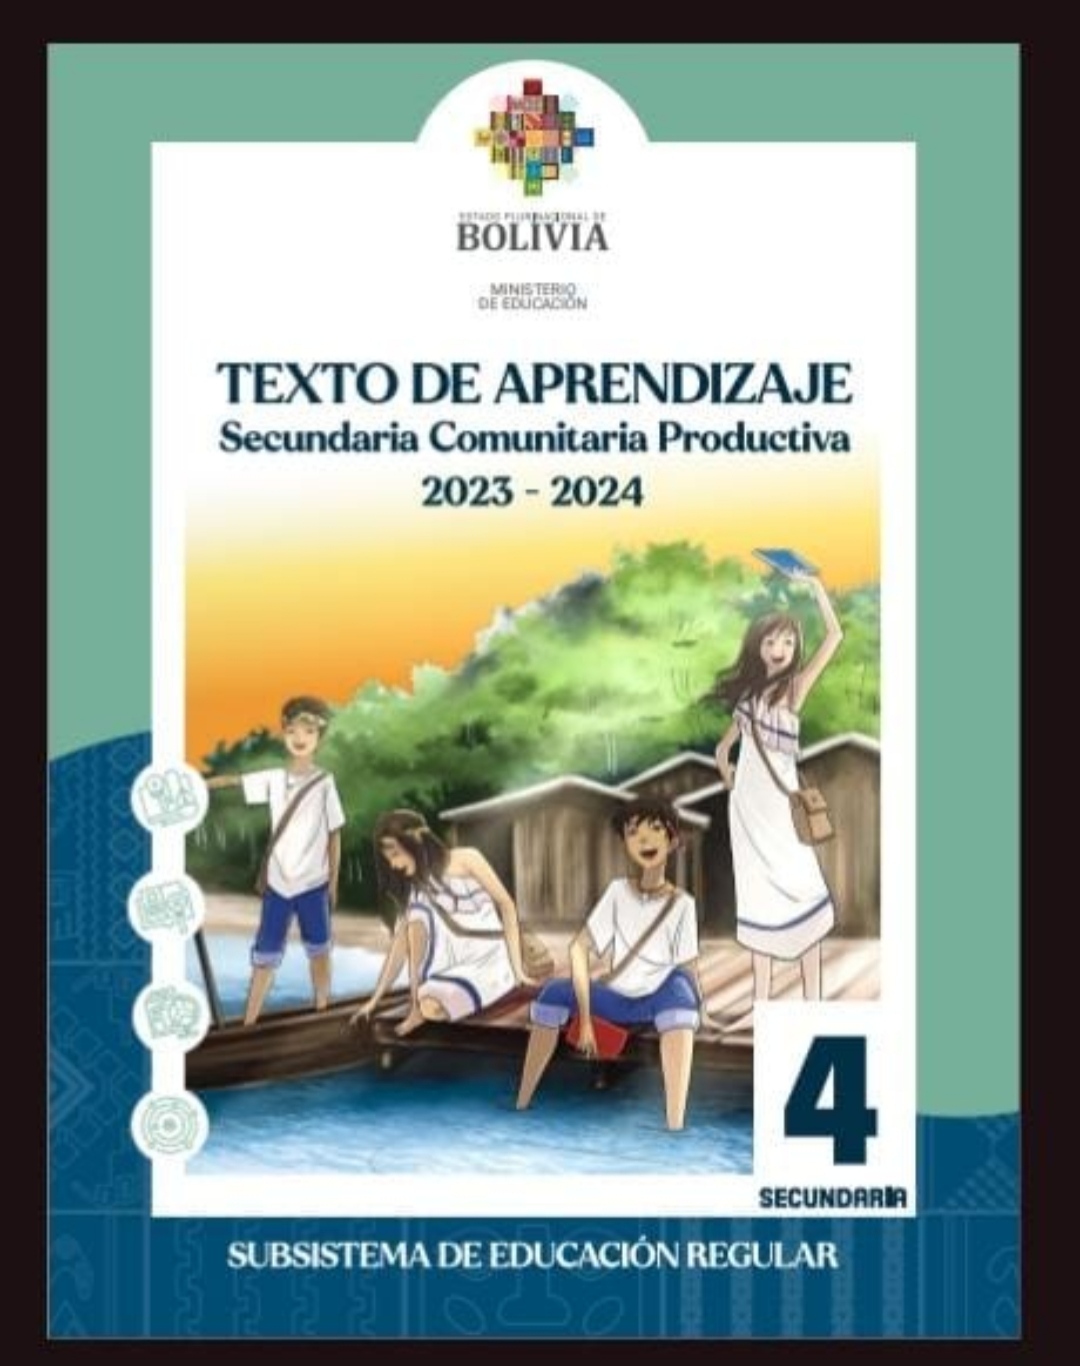 ESTADO PLURINACIONAL DE
BOLIVIA
MINISTERIO
DE EDUCACIÓN
TEXTO DE APRENDIZAJE
Secundaria Comunitaria Productiva
2023 - 2024
4
SECUNDARIA
SUBSISTEMA DE EDUCACIÓN REGULAR